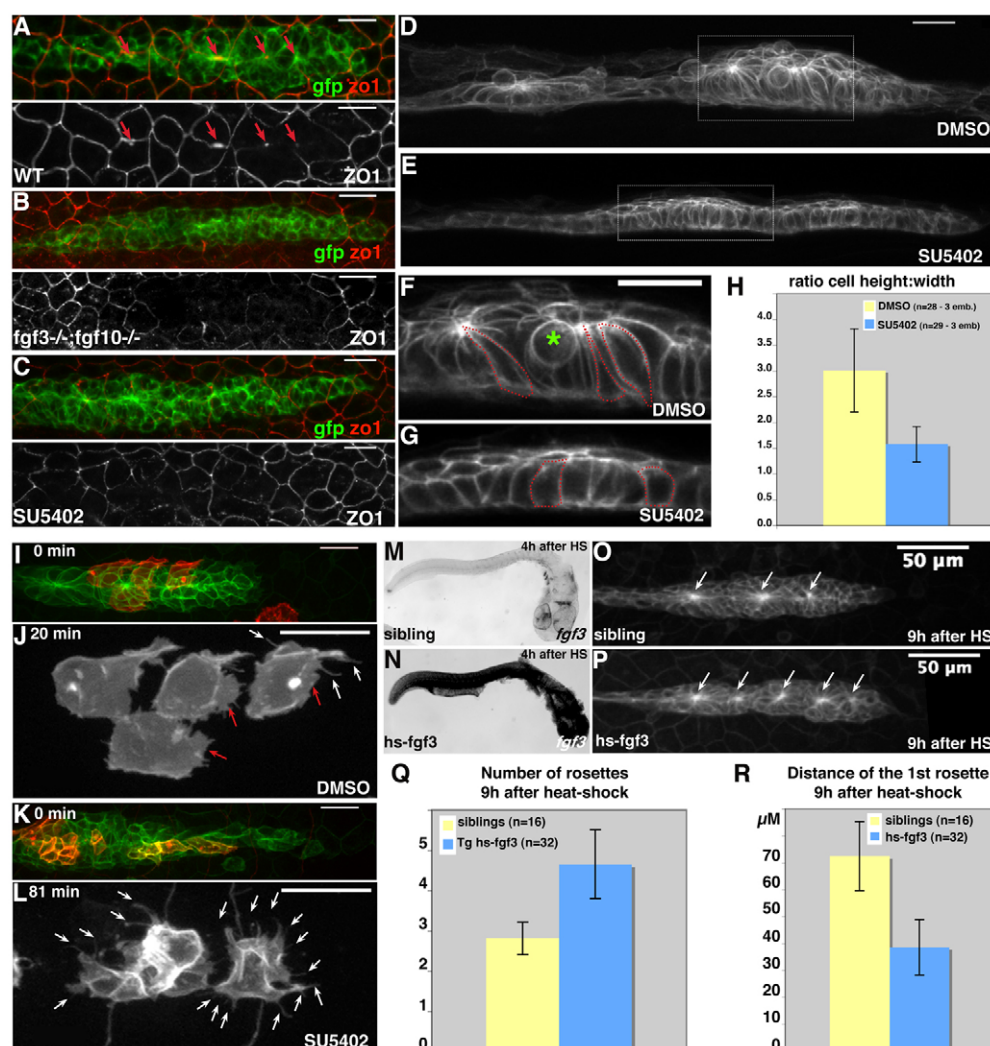 A
gfp zo1
WT
ZO1
B
gfp zo1
fgf3-/-;fgf10-/-
ZO1
C
gfp zo1
SU5402
ZO1
D
DMSO
E
SU5402
F
*
DMSO
G
SU5402
H
ratio cell height:width
DMSO (n=28 - 3 emb.)
SU5402 (n=29 - 3 emb)
4.0
3.5
3.0
2.5
2.0
1.5
1.0
0.5
0.0
I
0 min
J
20 min
DMSO
K
0 min
L
81 min
SU5402
M
4h after HS
sibling
fgf3
N
4h after HS
hs-fgf3
fgf3
O
50 µm
sibling
9h after HS
P
50 µm
hs-fgf3
9h after HS
Q
Number of rosettes
9h after heat-shock
siblings (n=16)
Tg hs-fgf3 (n=32)
5
4
3
2
1
0
R
Distance of the 1st rosette
9h after heat-shock
µM
siblings (n=16)
hs-fgf3 (n=32)
70
60
50
40
30
20
10
0